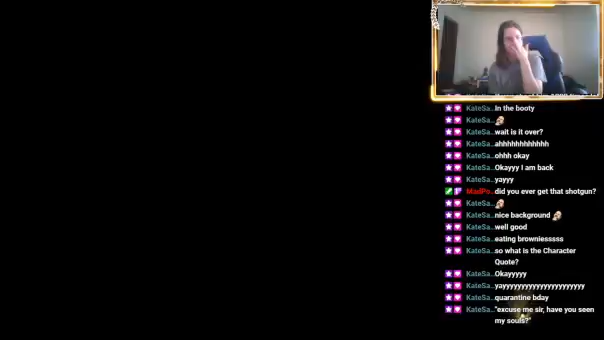 KateSa.. In the booty
KateSa..
KateSa.. wait is it over?
KateSa.. ahhhhhhhhhhhh
KateSa.. ohhh okay
KateSa.. Okayyy I am back
KateSa.. yayyy
MadPo.. did you ever get that shotgun?
KateSa..
KateSa.. nice background
KateSa.. well good
KateSa.. eating browniesssss
KateSa.. so what is the Character
Quote?
KateSa.. Okayyyyy
KateSa.. yayyyyyyyyyyyyyyyyyyyyy
KateSa.. quarantine bday
KateSa.. "excuse me sir, have you seen
my souls?"